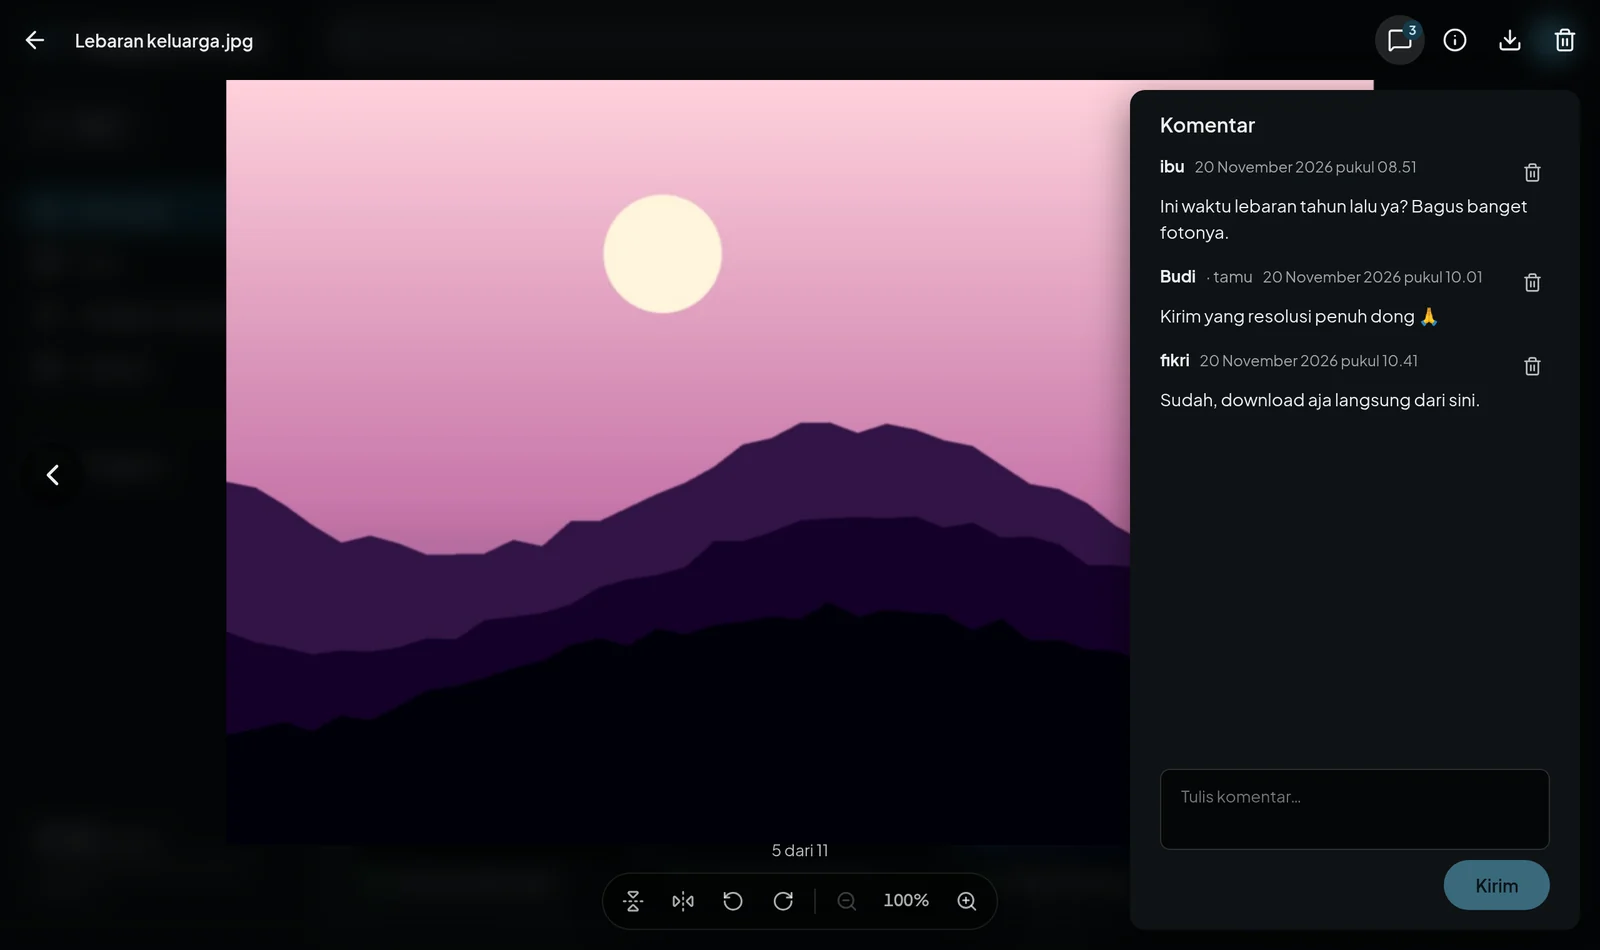 Lebaran keluarga.jpg
3
Komentar
ibu 20 November 2026 pukul 08.51
Ini waktu lebaran tahun lalu ya? Bagus banget
fotonya.
Budi · tamu 20 November 2026 pukul 10.01
Kirim yang resolusi penuh dong 🙏
fikri 20 November 2026 pukul 10.41
Sudah, download aja langsung dari sini.
Tulis komentar…
Kirim
5 dari 11
100%